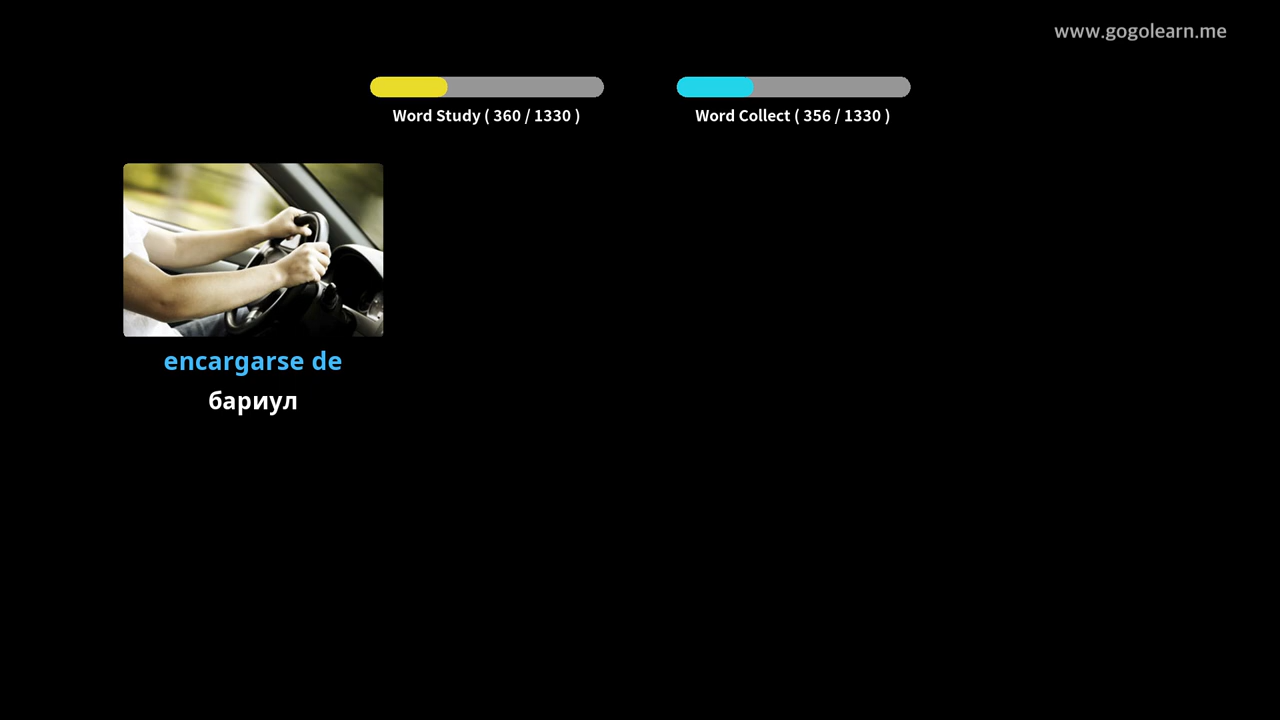 www.gogolearn.me
Word Study ( 360 / 1330 )
Word Collect ( 356 / 1330 )
encargarse de
бариул